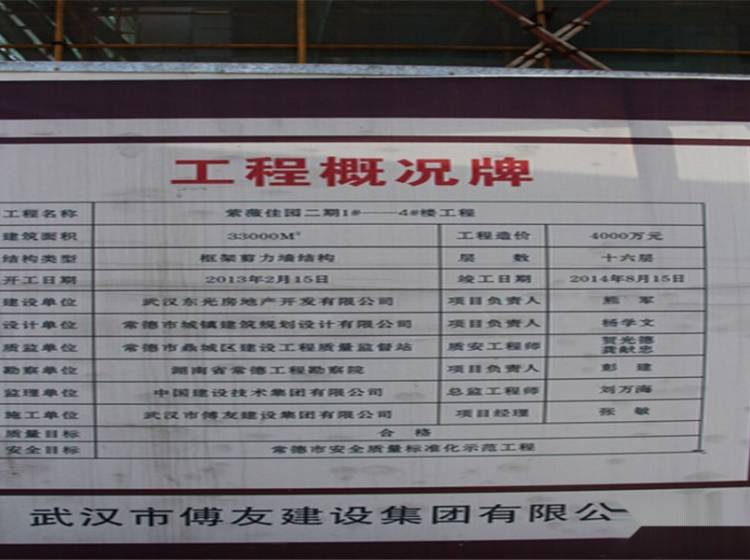 工程概况牌
工程名称 紫薇佳园二期1#——4#楼工程
建筑面积 33000M² 工程造价 4000万元
结构类型 框架剪力墙结构 层 数 十六层
开工日期 2013年2月15日 竣工日期 2014年8月15日
建设单位 武汉东光房地产开发有限公司 项目负责人 熊 军
设计单位 常德市城镇建筑规划设计有限公司 项目负责人 杨学文
质监单位 常德市鼎城区建设工程质量监督站 质安工程师 贺光德 龚献忠
勘察单位 湖南省常德工程勘察院 项目负责人 彭 建
监理单位 中国建设技术集团有限公司 总监工程师 刘万海
施工单位 武汉市傅友建设集团有限公司 项目经理 张 敏
质量目标 合 格
安全目标 常德市安全质量标准化示范工程
武汉市傅友建设集团有限公